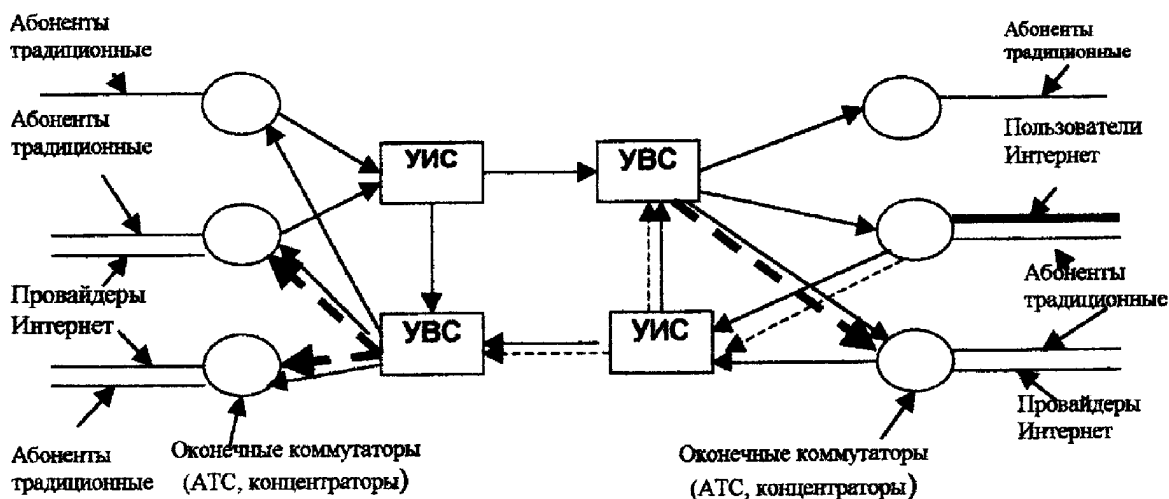 Абоненты
традиционные
Абоненты
традиционные
Абоненты
традиционные
Пользователи
Интернет
УИС
УВС
Провайдеры
Интернет
УВС
УИС
Абоненты
традиционные
Абоненты
традиционные
Оконечные коммутаторы
(АТС, концентраторы)
Оконечные коммутаторы
(АТС, концентраторы)
Провайдеры
Интернет